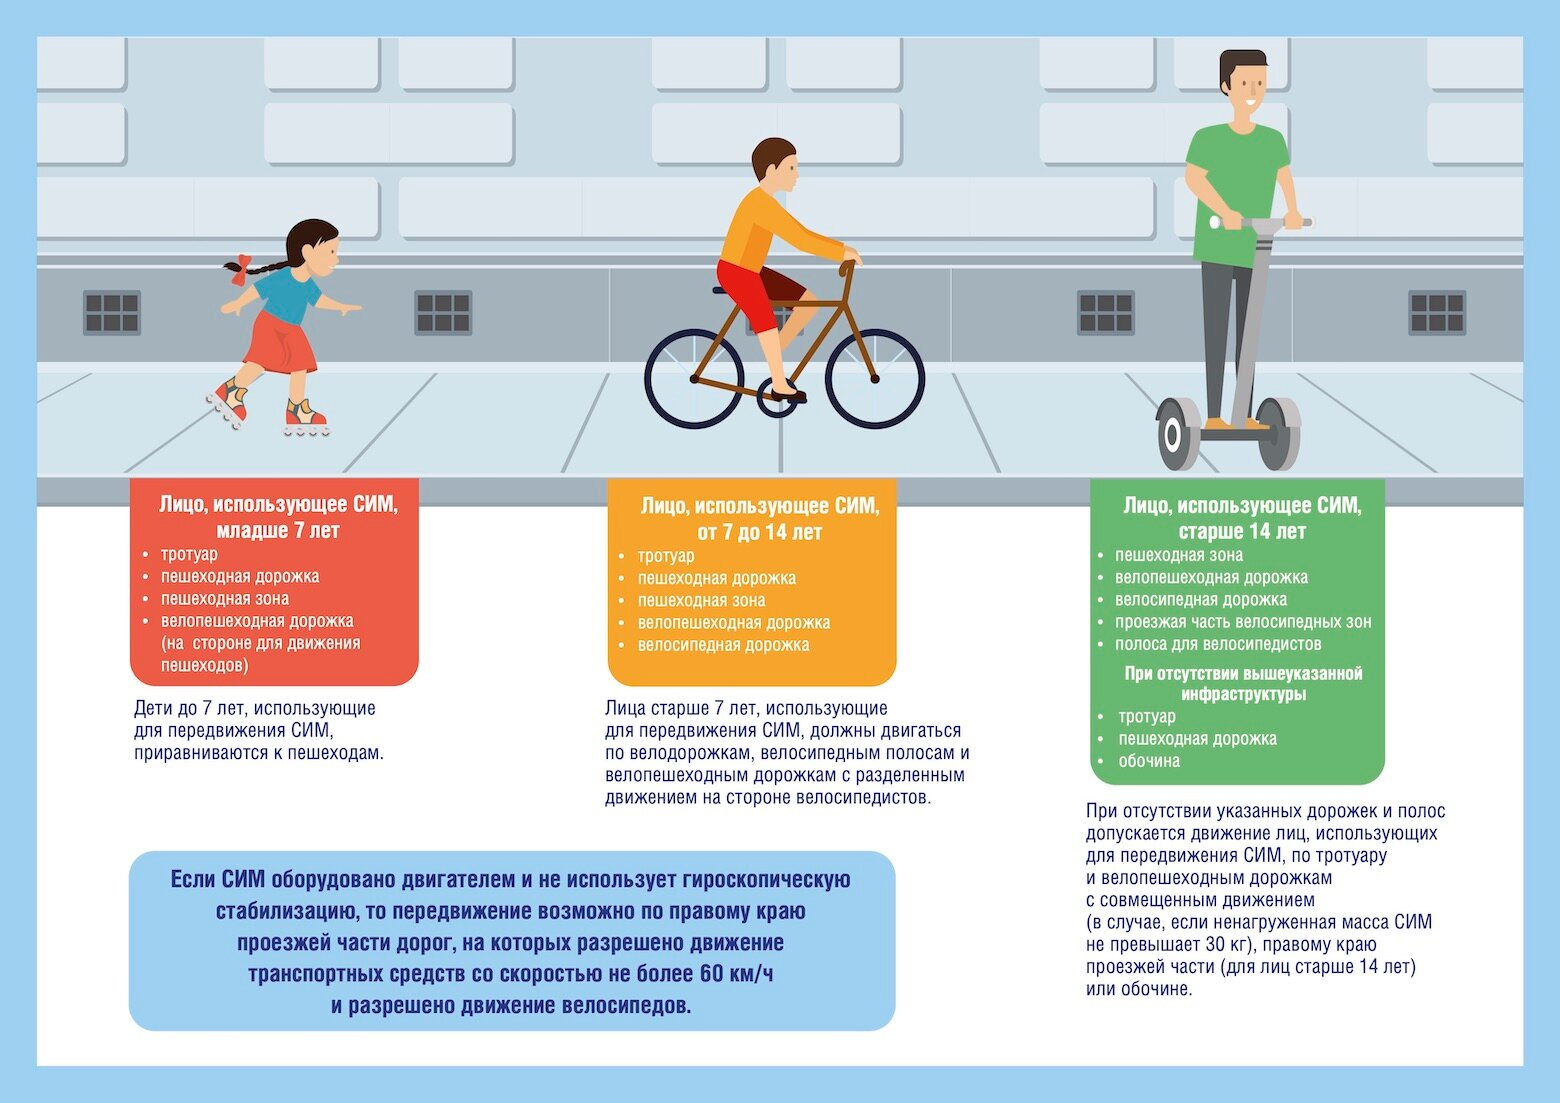 Лицо, использующее СИМ,
младше 7 лет
• тротуар
• пешеходная дорожка
• пешеходная зона
• велопешеходная дорожка
(на стороне для движения
пешеходов)
Дети до 7 лет, использующие
для передвижения СИМ,
приравниваются к пешеходам.
Лицо, использующее СИМ,
от 7 до 14 лет
• тротуар
• пешеходная дорожка
• пешеходная зона
• велопешеходная дорожка
• велосипедная дорожка
Лица старше 7 лет, использующие
для передвижения СИМ, должны двигаться
по велодорожкам, велосипедным полосам и
велопешеходным дорожкам с разделенным
движением на стороне велосипедистов.
Лицо, использующее СИМ,
старше 14 лет
• пешеходная зона
• велопешеходная дорожка
• велосипедная дорожка
• проезжая часть велосипедных зон
• полоса для велосипедистов
При отсутствии вышеуказанной
инфраструктуры
• тротуар
• пешеходная дорожка
• обочина
При отсутствии указанных дорожек и полос
допускается движение лиц, использующих
для передвижения СИМ, по тротуару
и велопешеходным дорожкам
с совмещенным движением
(в случае, если ненагруженная масса СИМ
не превышает 30 кг), правому краю
проезжей части (для лиц старше 14 лет)
или обочине.
Если СИМ оборудовано двигателем и не использует гироскопическую
стабилизацию, то передвижение возможно по правому краю
проезжей части дорог, на которых разрешено движение
транспортных средств со скоростью не более 60 км/ч
и разрешено движение велосипедов.